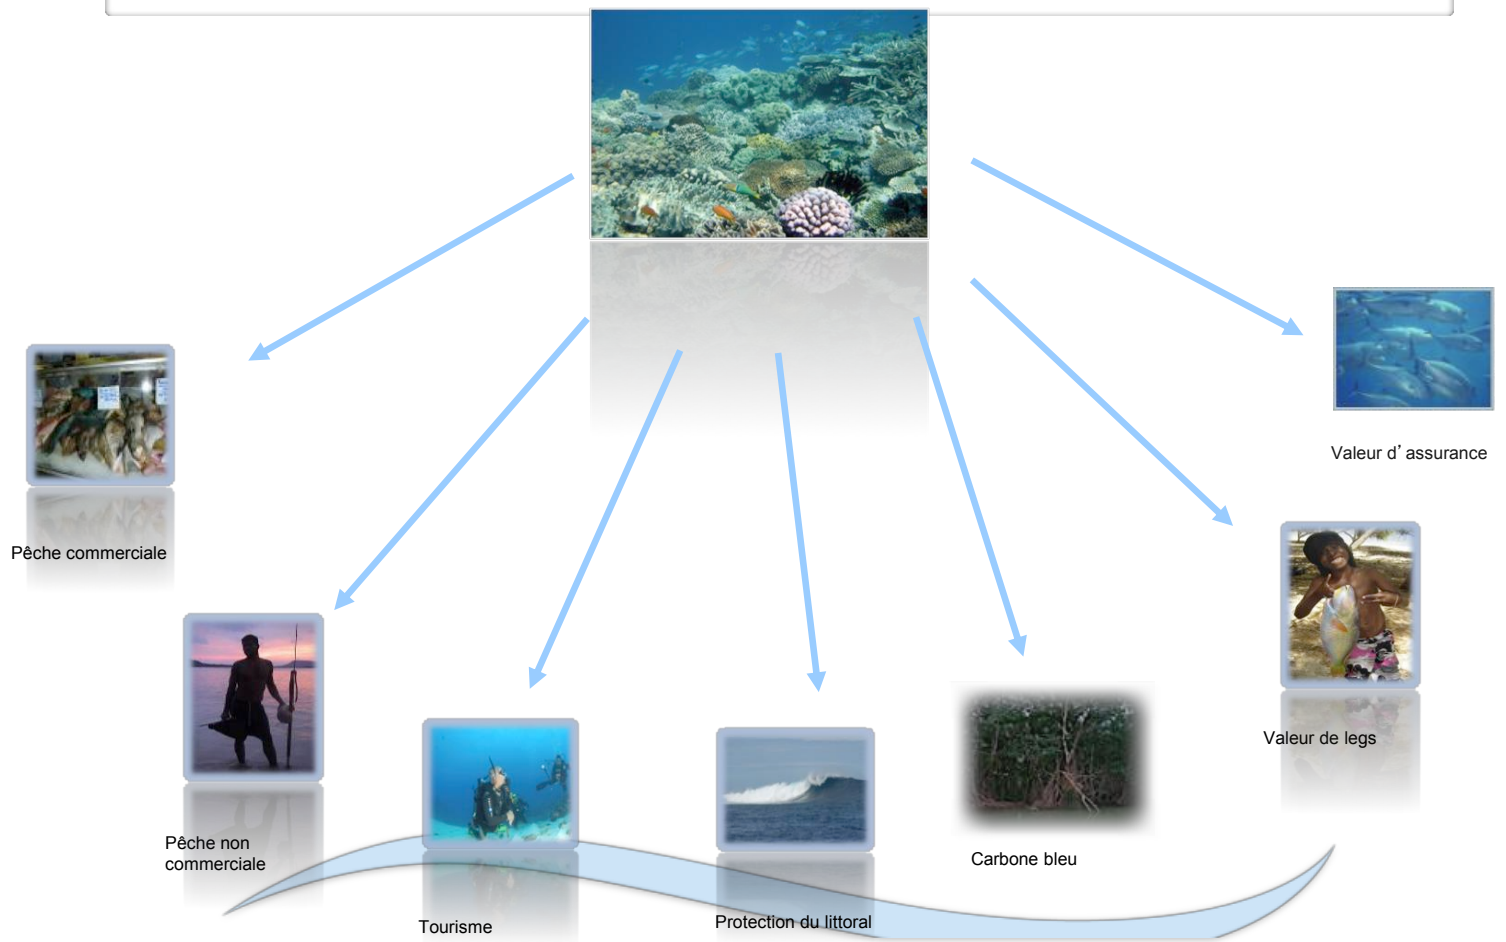 Valeur d’assurance
Pêche commerciale
Valeur de legs
Pêche non
commerciale
Carbone bleu
Tourisme
Protection du littoral